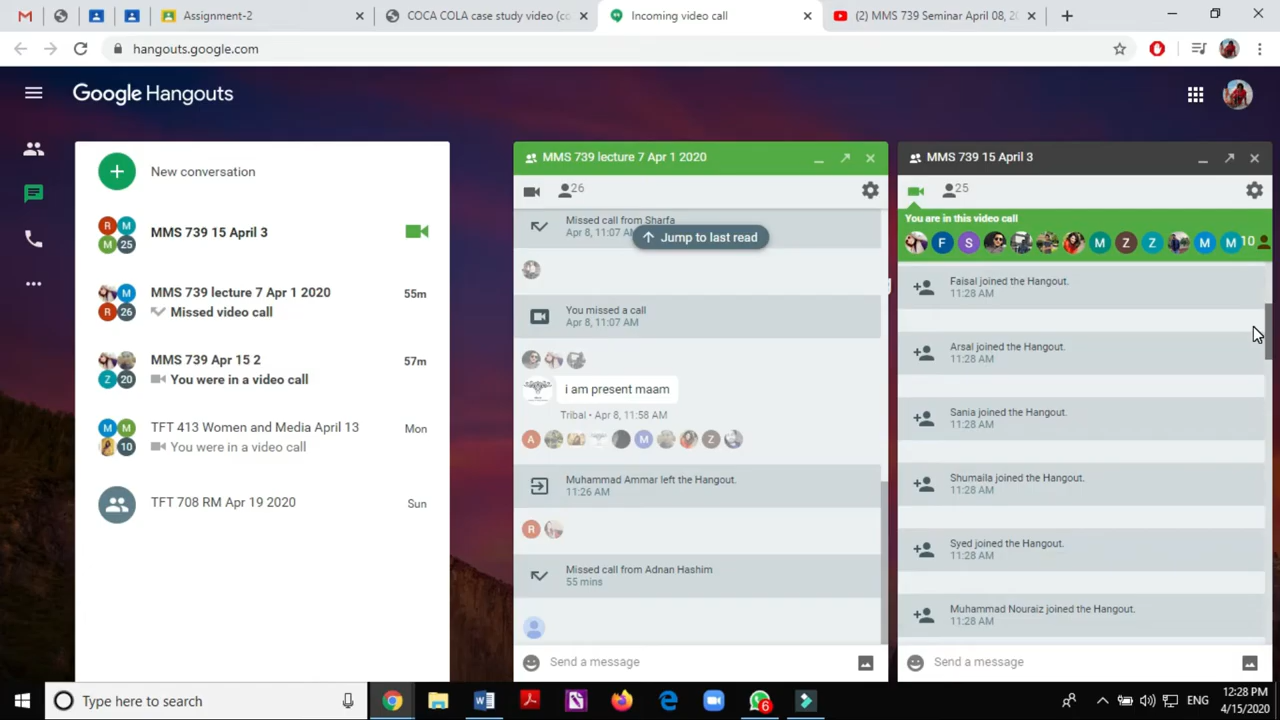 Assignment-2
COCA COLA case study video (co
Incoming video call
(2) MMS 739 Seminar April 08, 20
hangouts.google.com
Google Hangouts
New conversation
MMS 739 15 April 3
R M
M 25
MMS 739 lecture 7 Apr 1 2020
55m
Missed video call
M
R 26
MMS 739 Apr 15 2
57m
You were in a video call
Z 20
TFT 413 Women and Media April 13
Mon
You were in a video call
M M
10
TFT 708 RM Apr 19 2020
Sun
MMS 739 lecture 7 Apr 1 2020
26
Missed call from Sharfa
Apr 8, 11:07 AM
Jump to last read
You missed a call
Apr 8, 11:07 AM
i am present maam
Tribal • Apr 8, 11:58 AM
A M Z
Muhammad Ammar left the Hangout.
11:26 AM
R
Missed call from Adnan Hashim
55 mins
Send a message
MMS 739 15 April 3
25
You are in this video call
F S M Z Z M M 10
Faisal joined the Hangout.
11:28 AM
Arsal joined the Hangout.
11:28 AM
Sania joined the Hangout.
11:28 AM
Shumaila joined the Hangout.
11:28 AM
Syed joined the Hangout.
11:28 AM
Muhammad Nouraiz joined the Hangout.
11:28 AM
Send a message
Type here to search
6
ENG
12:28 PM
4/15/2020